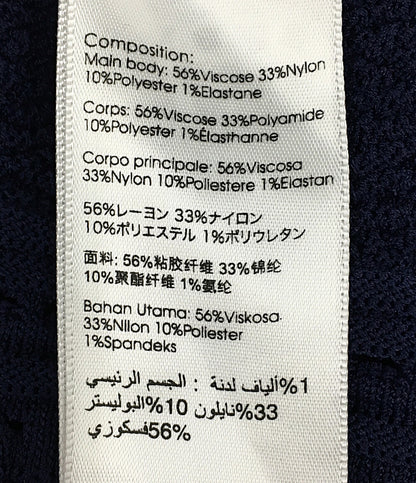 Composition:
Main body: 56%Viscose 33%Nylon
10%Polyester 1%Elastane
Corps: 56%Viscose 33%Polyamide
10%Polyester 1%Élasthanne
Corpo principale: 56%Viscosa
33%Nylon 10%Poliestere 1%Elastan
56%レーヨン 33%ナイロン
10%ポリエステル 1%ポリウレタン
面料: 56%粘胶纤维 33%锦纶
10%聚酯纤维 1%氨纶
Bahan Utama: 56%Viskosa
33%Nilon 10%Poliester
1%Spandeks
الجسم الرئيسي : ألياف لدنة%1
33%نايلون 10%البوليستر
56%فسكوزي